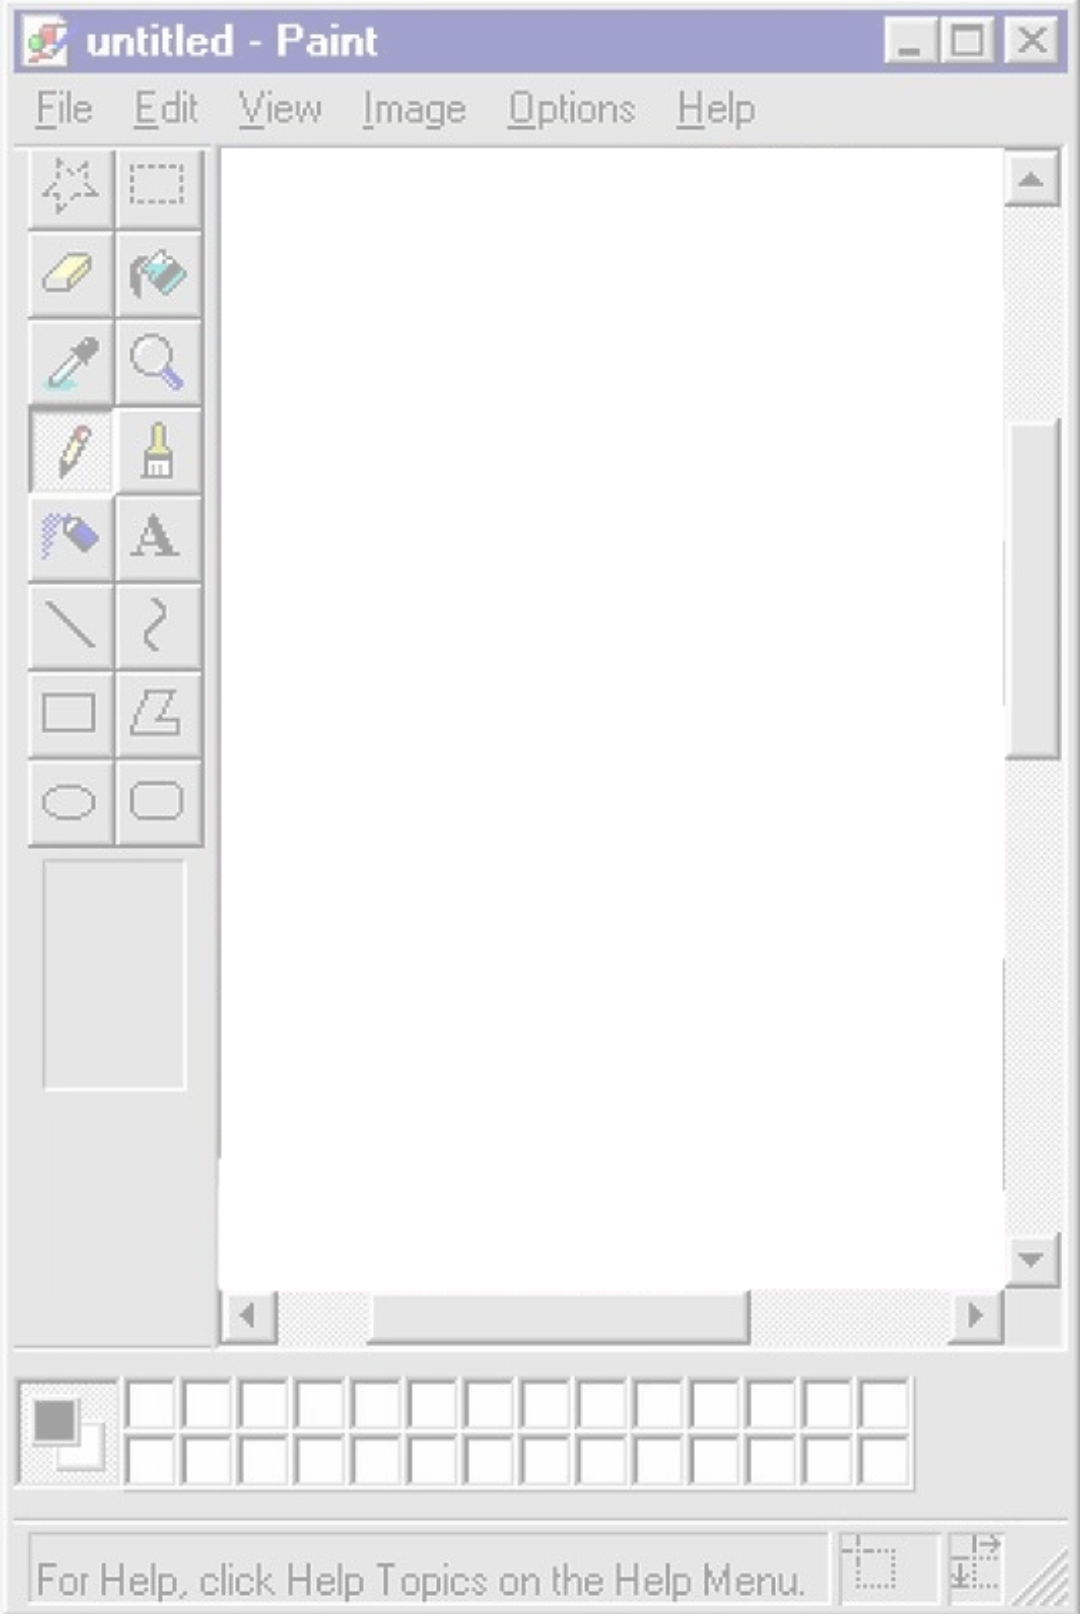 untitled - Paint
File Edit View Image Options Help
A
For Help, click Help Topics on the Help Menu.